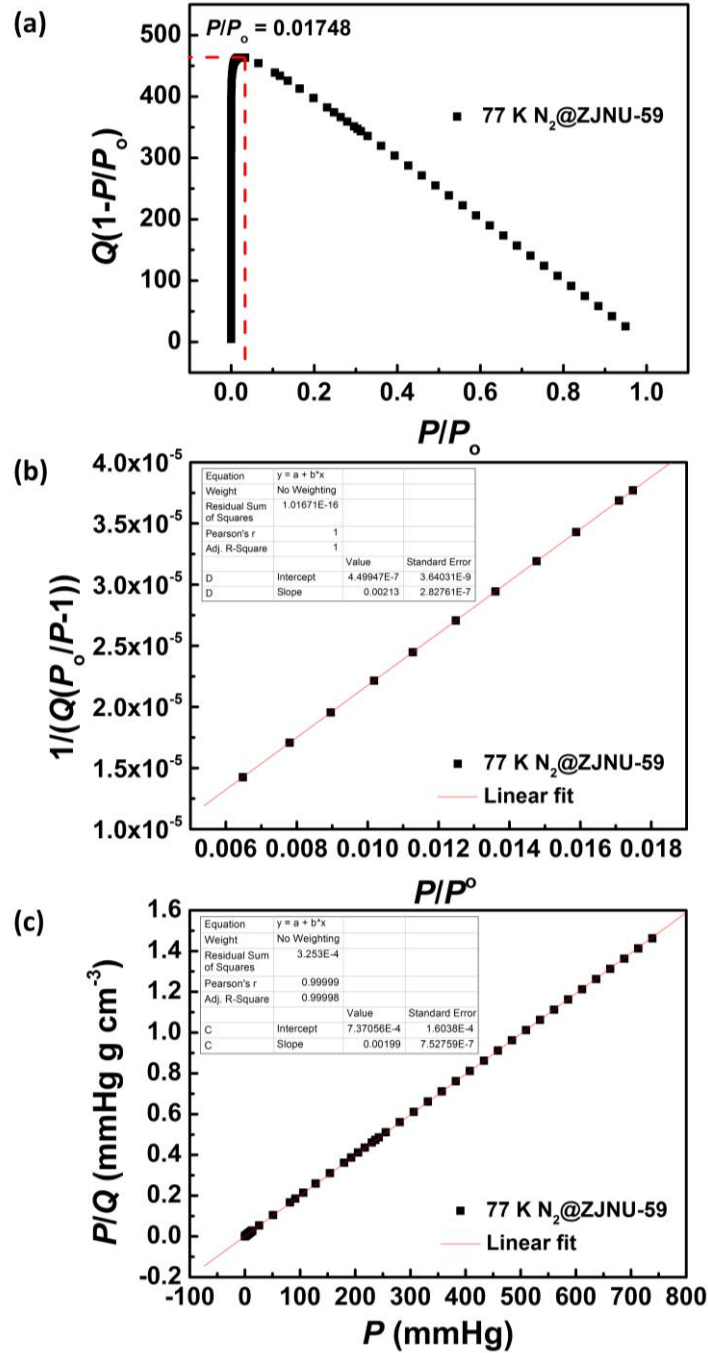 (a)
P/Pₒ = 0.01748
500
400
300
200
100
0
Q(1-P/Pₒ)
77 K N₂@ZJNU-59
0.0 0.2 0.4 0.6 0.8 1.0
P/Pₒ
(b)
4.0x10⁻⁵
3.5x10⁻⁵
3.0x10⁻⁵
2.5x10⁻⁵
2.0x10⁻⁵
1.5x10⁻⁵
1.0x10⁻⁵
1/(Q(Pₒ/P-1))
Equation y = a + b*x
Weight No Weighting
Residual Sum of Squares 1.01671E-16
Pearson's r 1
Adj. R-Square 1
Value Standard Error
D Intercept 4.49947E-7 3.64031E-9
D Slope 0.00213 2.82761E-7
77 K N₂@ZJNU-59
Linear fit
0.006 0.008 0.010 0.012 0.014 0.016 0.018
P/Pᵒ
(c)
1.6
1.4
1.2
1.0
0.8
0.6
0.4
0.2
0.0
-0.2
P/Q (mmHg g cm⁻³)
Equation y = a + b*x
Weight No Weighting
Residual Sum of Squares 3.253E-4
Pearson's r 0.99999
Adj. R-Square 0.99998
Value Standard Error
C Intercept 7.37056E-4 1.6038E-4
C Slope 0.00199 7.52759E-7
77 K N₂@ZJNU-59
Linear fit
-100 0 100 200 300 400 500 600 700 800
P (mmHg)